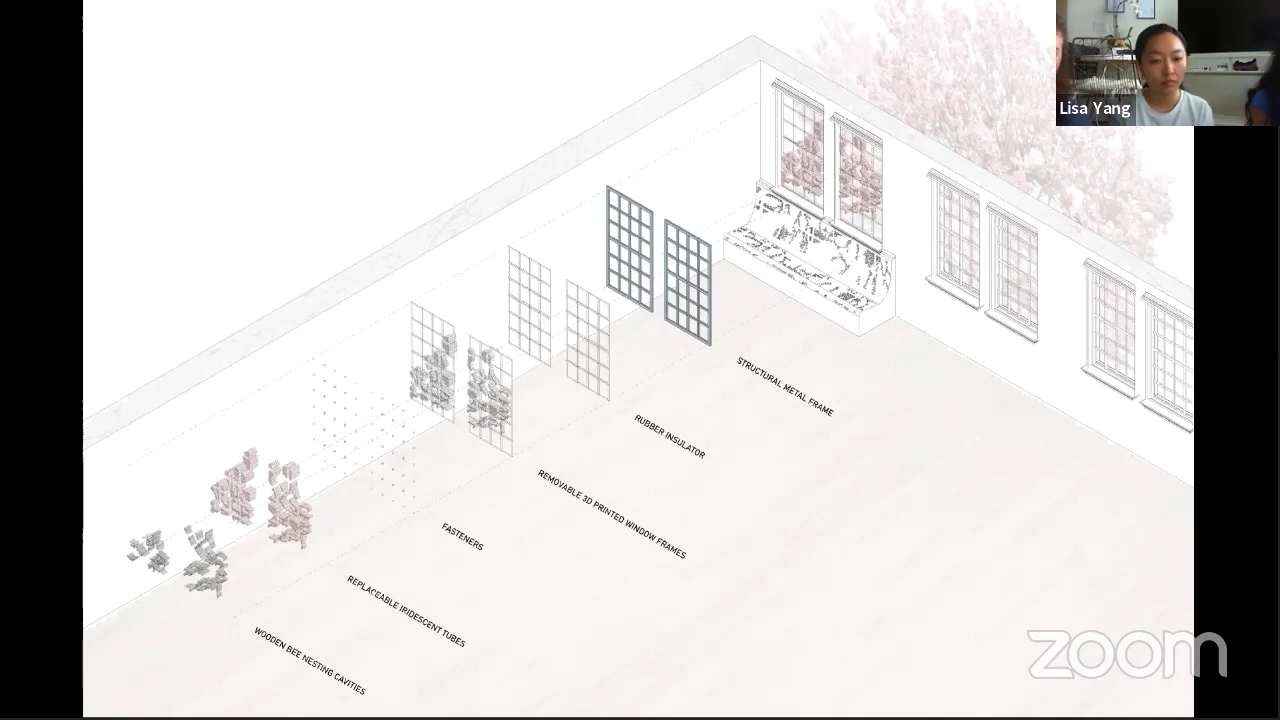 Lisa Yang
STRUCTURAL METAL FRAME
RUBBER INSULATOR
REMOVABLE 3D PRINTED WINDOW FRAMES
FASTENERS
REPLACEABLE IRIDESCENT TUBES
WOODEN BEE NESTING CAVITIES
zoom